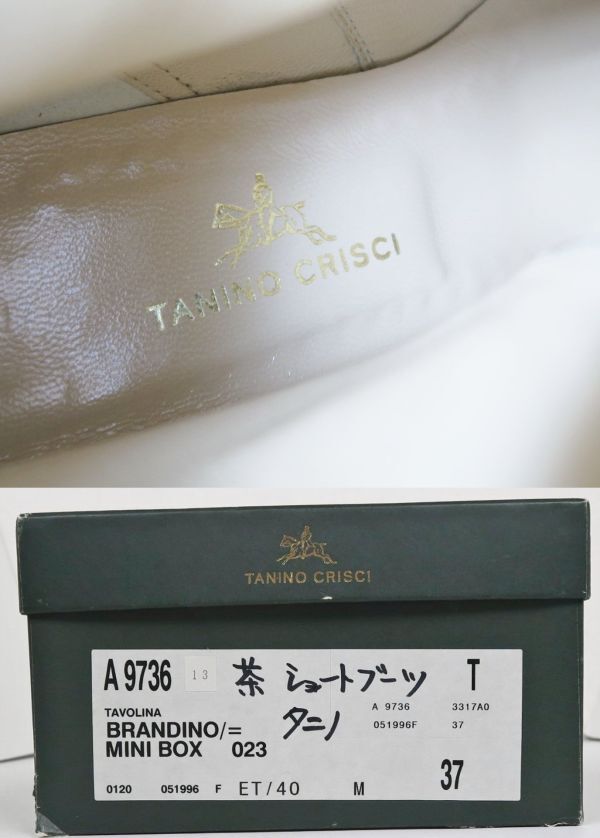 TANINO CRISCI
TANINO CRISCI
A 9736 13 茶 ショートブーツ T
タニノ
A 9736 3317A0
051996F 37
TAVOLINA
BRANDINO/=
MINI BOX 023
37
0120 051996 F ET/40 M